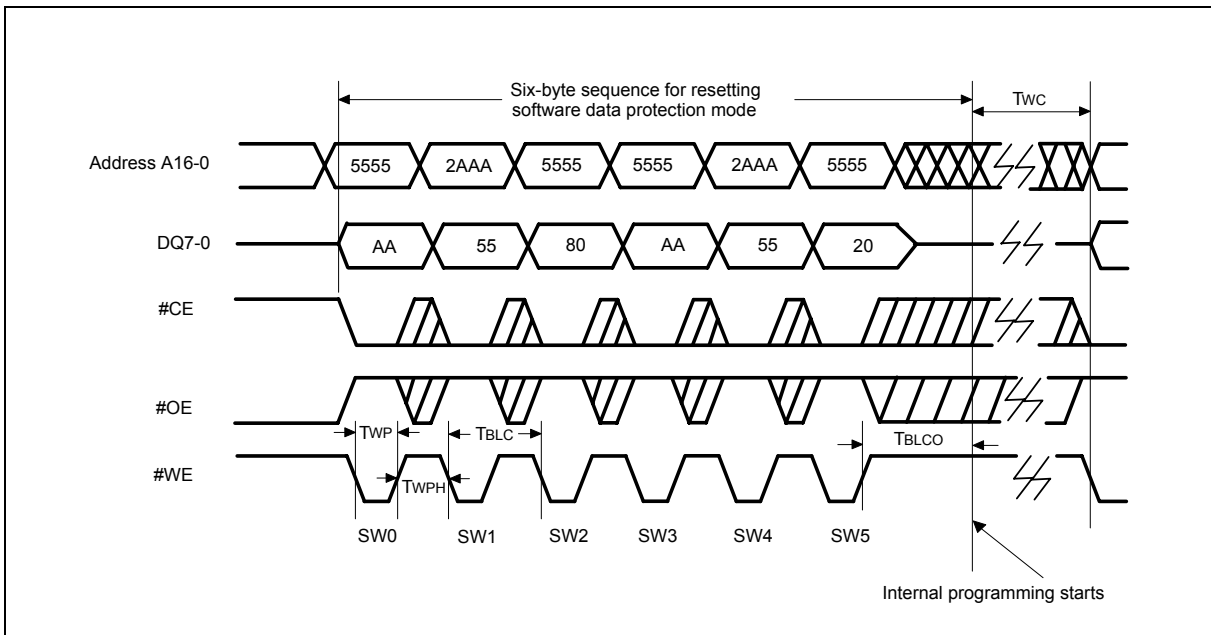 Six-byte sequence for resetting
software data protection mode
TWC
Address A16-0
5555 2AAA 5555 5555 2AAA 5555
DQ7-0
AA 55 80 AA 55 20
#CE
#OE
TWP TBLC TBLCO
#WE
TWPH
SW0 SW1 SW2 SW3 SW4 SW5
Internal programming starts